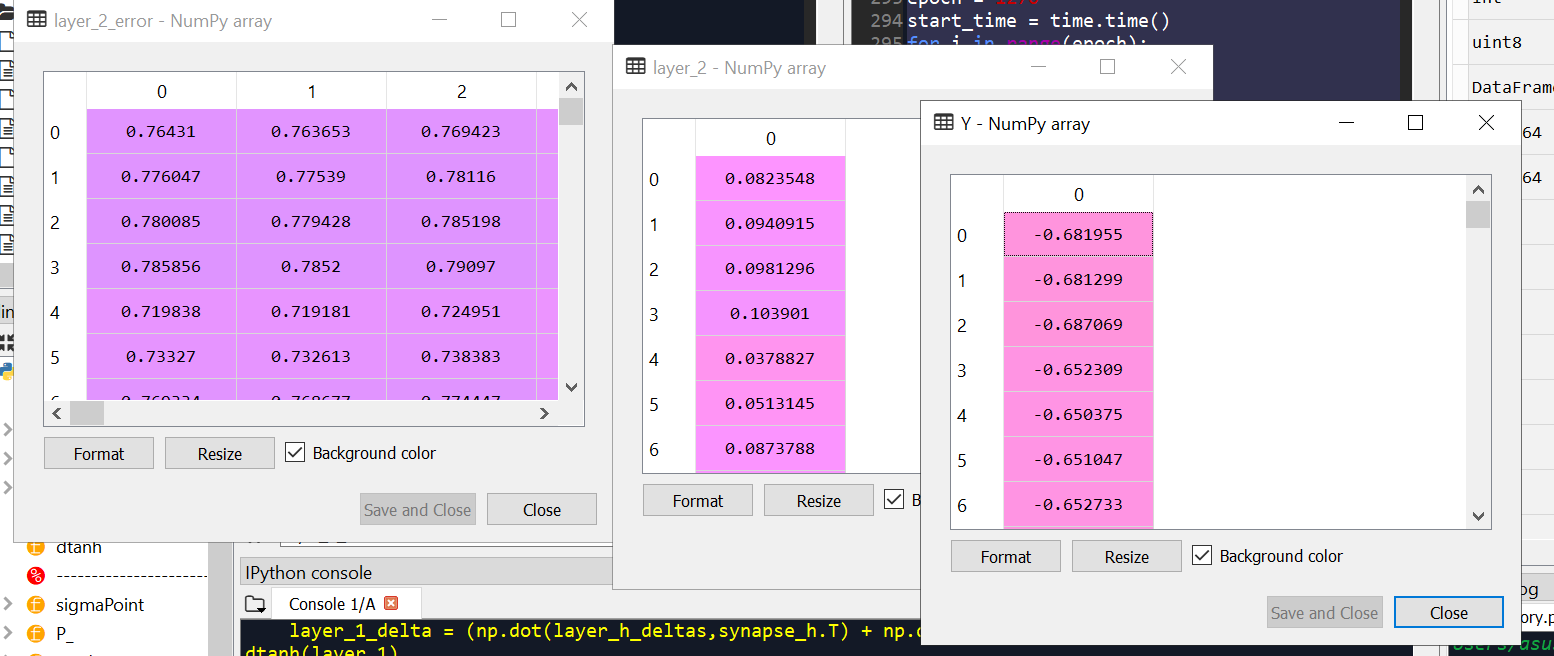 layer_2_error - NumPy array
0 1 2
0 0.76431 0.763653 0.769423
1 0.776047 0.77539 0.78116
2 0.780085 0.779428 0.785198
3 0.785856 0.7852 0.79097
4 0.719838 0.719181 0.724951
5 0.73327 0.732613 0.738383
Format Resize Background color
Save and Close Close
294 start_time = time.time()
layer_2 - NumPy array
0
0 0.0823548
1 0.0940915
2 0.0981296
3 0.103901
4 0.0378827
5 0.0513145
6 0.0873788
Format Resize B
uint8
DataFrame
64
64
Y - NumPy array
0
0 -0.681955
1 -0.681299
2 -0.687069
3 -0.652309
4 -0.650375
5 -0.651047
6 -0.652733
Format Resize Background color
Save and Close Close
in
dtanh
----------------------
sigmaPoint
P_
IPython console
Console 1/A
layer_1_delta = (np.dot(layer_h_deltas,synapse_h.T) + np.
dtanh(layer_1)
og
ory.p